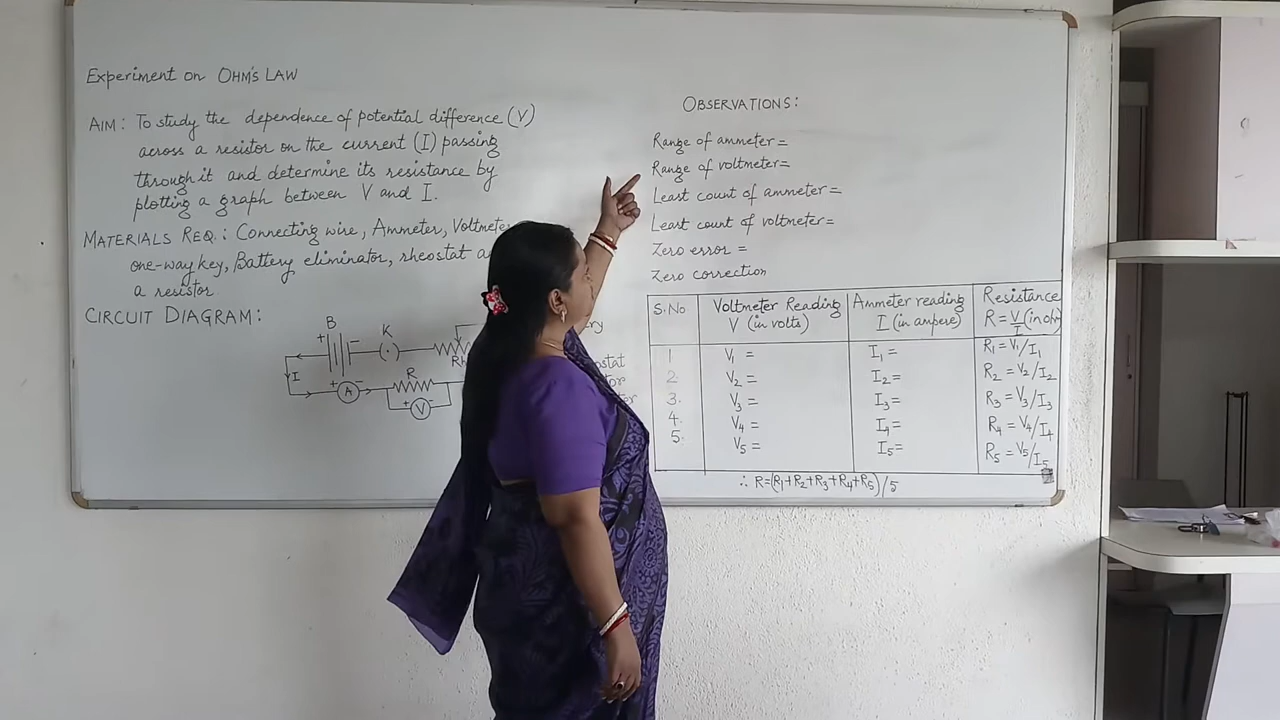 Experiment on OHM'S LAW
AIM: To study the dependence of potential difference (V)
across a resistor on the current (I) passing
through it and determine its resistance by
plotting a graph between V and I.
MATERIALS REQ.: Connecting wire, Ammeter, Voltmeter
one-way key, Battery eliminator, rheostat
a resistor
CIRCUIT DIAGRAM:
B
+ −
K
I
+ A −
R
+ V −
OBSERVATIONS:
Range of ammeter =
Range of voltmeter =
Least count of ammeter =
Least count of voltmeter =
Zero error =
Zero correction
S.No Voltmeter Reading V (in volts) Ammeter reading I (in ampere) Resistance R = V/I (in ohm)
1 V₁ = I₁ = R₁ = V₁/I₁
2 V₂ = I₂ = R₂ = V₂/I₂
3. V₃ = I₃ = R₃ = V₃/I₃
4. V₄ = I₄ = R₄ = V₄/I₄
5. V₅ = I₅ = R₅ = V₅/I₅
∴ R = (R₁+R₂+R₃+R₄+R₅)/5